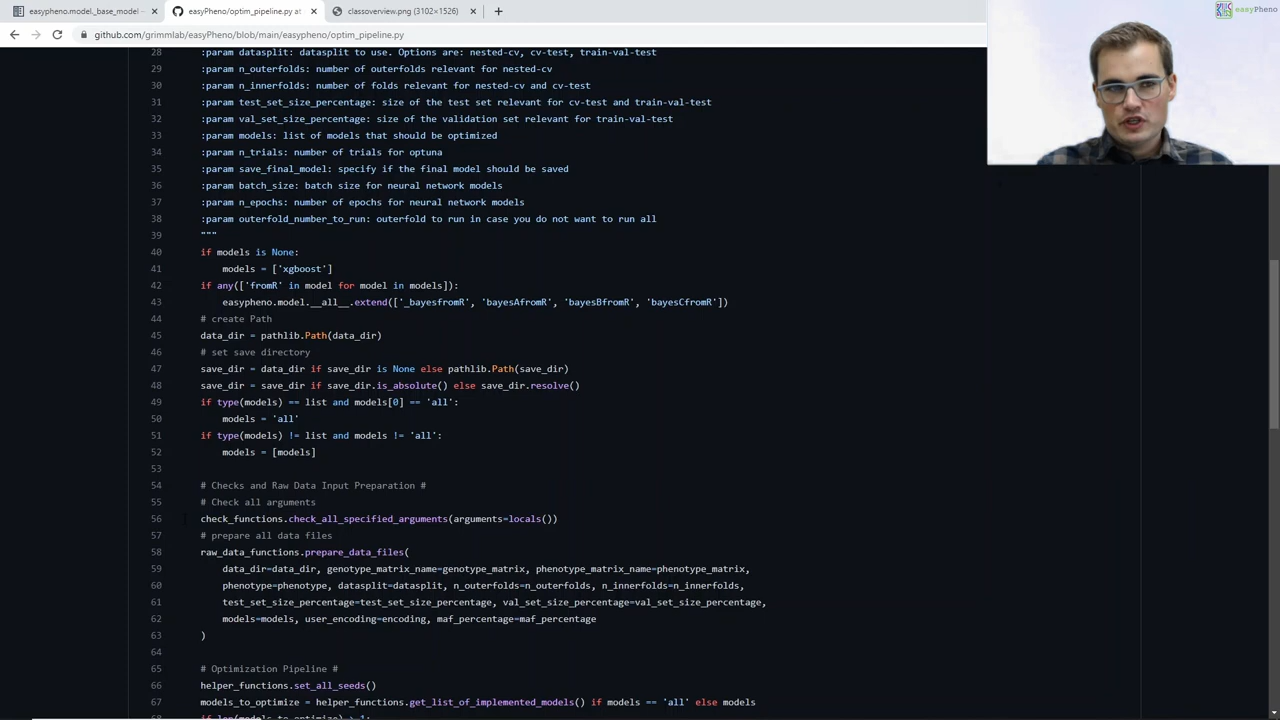 easypheno.model._base_model
easyPheno/optim_pipeline.py at
classoverview.png (3102×1526)
easyPheno
github.com/grimmlab/easyPheno/blob/main/easypheno/optim_pipeline.py
28 :param datasplit: datasplit to use. Options are: nested-cv, cv-test, train-val-test
29 :param n_outerfolds: number of outerfolds relevant for nested-cv
30 :param n_innerfolds: number of folds relevant for nested-cv and cv-test
31 :param test_set_size_percentage: size of the test set relevant for cv-test and train-val-test
32 :param val_set_size_percentage: size of the validation set relevant for train-val-test
33 :param models: list of models that should be optimized
34 :param n_trials: number of trials for optuna
35 :param save_final_model: specify if the final model should be saved
36 :param batch_size: batch size for neural network models
37 :param n_epochs: number of epochs for neural network models
38 :param outerfold_number_to_run: outerfold to run in case you do not want to run all
39 """
40 if models is None:
41 models = ['xgboost']
42 if any(['fromR' in model for model in models]):
43 easypheno.model.__all__.extend(['_bayesfromR', 'bayesAfromR', 'bayesBfromR', 'bayesCfromR'])
44 # create Path
45 data_dir = pathlib.Path(data_dir)
46 # set save directory
47 save_dir = data_dir if save_dir is None else pathlib.Path(save_dir)
48 save_dir = save_dir if save_dir.is_absolute() else save_dir.resolve()
49 if type(models) == list and models[0] == 'all':
50 models = 'all'
51 if type(models) != list and models != 'all':
52 models = [models]
53
54 # Checks and Raw Data Input Preparation #
55 # Check all arguments
56 check_functions.check_all_specified_arguments(arguments=locals())
57 # prepare all data files
58 raw_data_functions.prepare_data_files(
59 data_dir=data_dir, genotype_matrix_name=genotype_matrix, phenotype_matrix_name=phenotype_matrix,
60 phenotype=phenotype, datasplit=datasplit, n_outerfolds=n_outerfolds, n_innerfolds=n_innerfolds,
61 test_set_size_percentage=test_set_size_percentage, val_set_size_percentage=val_set_size_percentage,
62 models=models, user_encoding=encoding, maf_percentage=maf_percentage
63 )
64
65 # Optimization Pipeline #
66 helper_functions.set_all_seeds()
67 models_to_optimize = helper_functions.get_list_of_implemented_models() if models == 'all' else models